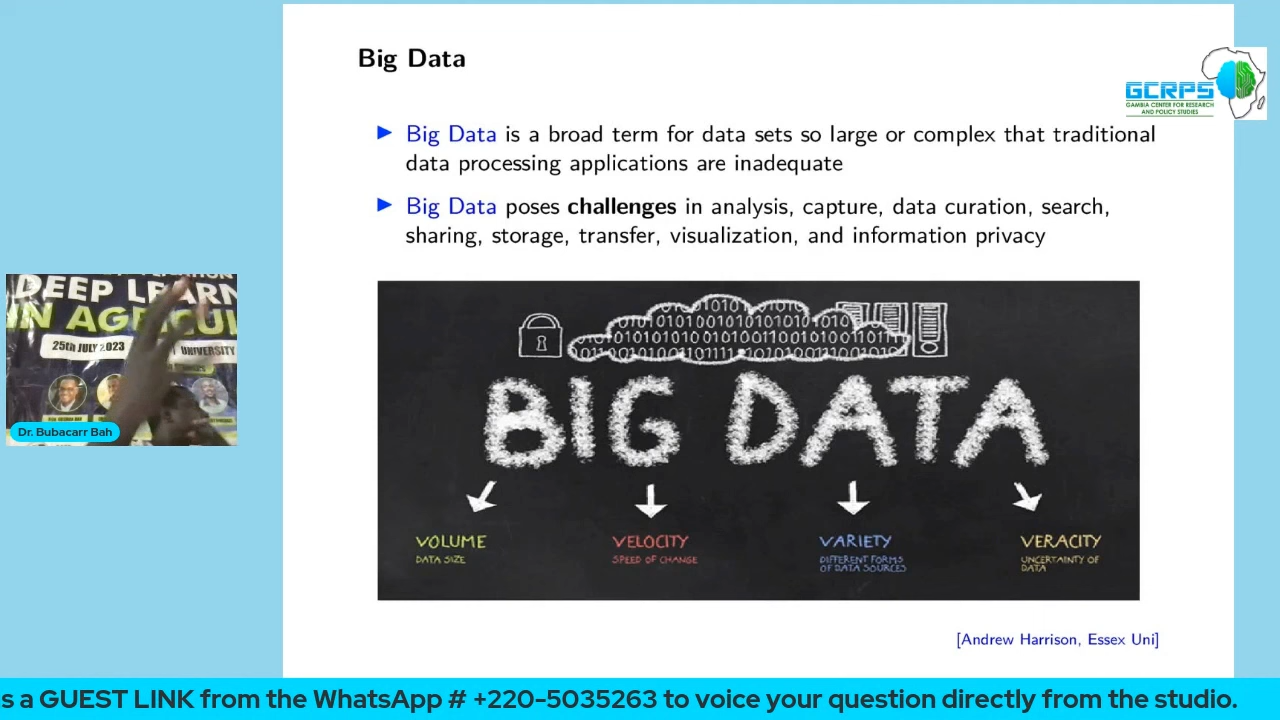 Big Data
GCRPS
GAMBIA CENTER FOR RESEARCH
AND POLICY STUDIES
Big Data is a broad term for data sets so large or complex that traditional
data processing applications are inadequate
Big Data poses challenges in analysis, capture, data curation, search,
sharing, storage, transfer, visualization, and information privacy
BIG DATA
VOLUME
DATA SIZE
VELOCITY
SPEED OF CHANGE
VARIETY
DIFFERENT FORMS
OF DATA SOURCES
VERACITY
UNCERTAINTY OF
DATA
[Andrew Harrison, Essex Uni]
DEEP LEARN
IN AGRICUL
25th JULY 2023
UNIVERSITY
Dr. Bubacarr Bah
s a GUEST LINK from the WhatsApp # +220-5035263 to voice your question directly from the studio.